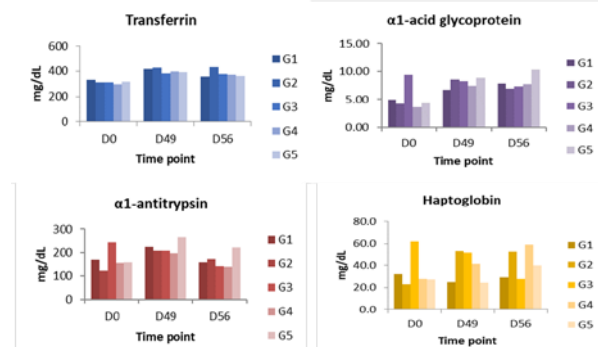 Transferrin
600
400
200
0
mg/dL
D0 D49 D56
Time point
G1
G2
G3
G4
G5
α1-acid glycoprotein
15.00
10.00
5.00
0.00
mg/dL
D0 D49 D56
Time point
G1
G2
G3
G4
G5
α1-antitrypsin
300
200
100
0
mg/dL
D0 D49 D56
Time point
G1
G2
G3
G4
G5
Haptoglobin
80.0
60.0
40.0
20.0
0.0
mg/dL
D0 D49 D56
Time point
G1
G2
G3
G4
G5